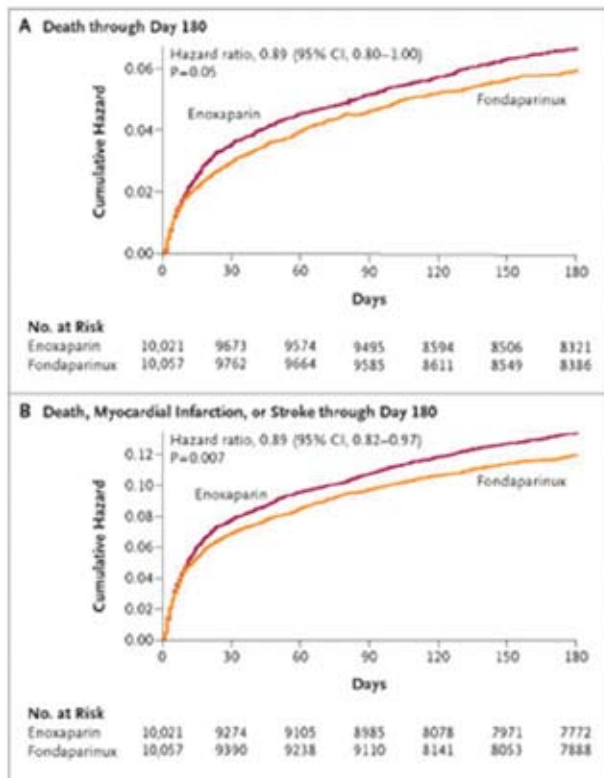 A Death through Day 180
Hazard ratio, 0.89 (95% CI, 0.80–1.00)
P=0.05
0.06
0.04
0.02
0.00
Cumulative Hazard
Enoxaparin
Fondaparinux
0 30 60 90 120 150 180
Days
No. at Risk
Enoxaparin 10,021 9673 9574 9495 8594 8506 8321
Fondaparinux 10,057 9762 9664 9585 8611 8549 8386
B Death, Myocardial Infarction, or Stroke through Day 180
Hazard ratio, 0.89 (95% CI, 0.82–0.97)
P=0.007
0.12
0.10
0.08
0.06
0.04
0.02
0.00
Cumulative Hazard
Enoxaparin
Fondaparinux
0 30 60 90 120 150 180
Days
No. at Risk
Enoxaparin 10,021 9274 9105 8985 8078 7971 7772
Fondaparinux 10,057 9390 9238 9110 8141 8053 7888